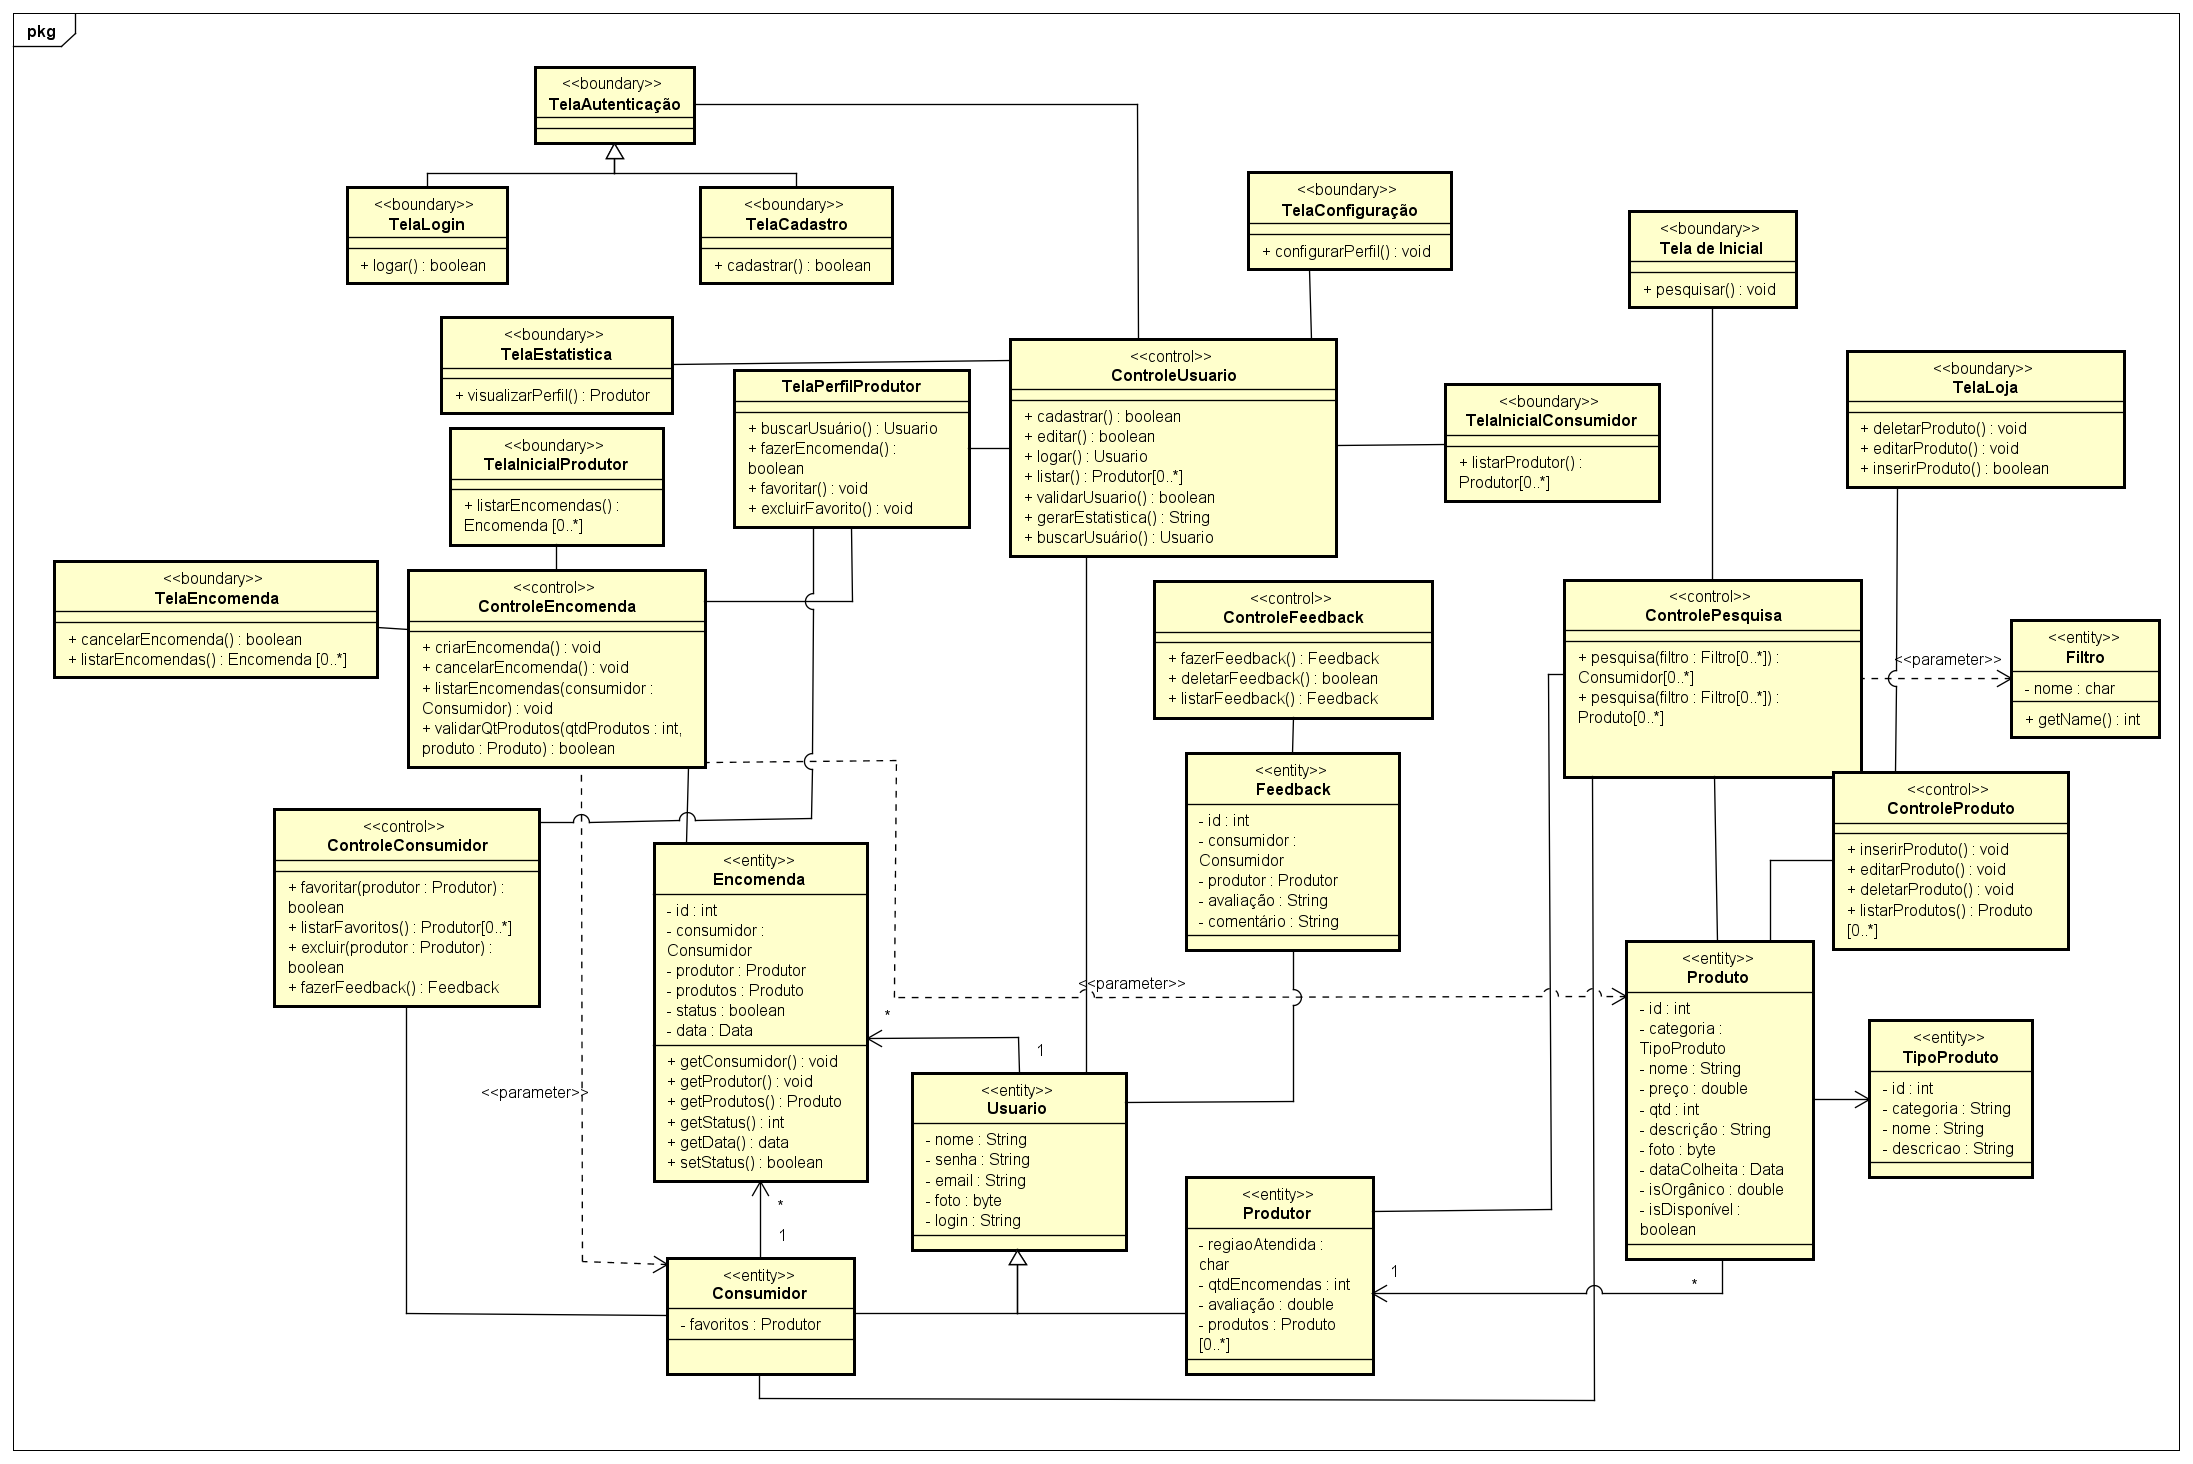 pkg
<<boundary>>
TelaAutenticação
<<boundary>>
TelaLogin
+ logar() : boolean
<<boundary>>
TelaCadastro
+ cadastrar() : boolean
<<boundary>>
TelaConfiguração
+ configurarPerfil() : void
<<boundary>>
Tela de Inicial
+ pesquisar() : void
<<boundary>>
TelaEstatistica
+ visualizarPerfil() : Produtor
TelaPerfilProdutor
+ buscarUsuário() : Usuario
+ fazerEncomenda() :
boolean
+ favoritar() : void
+ excluirFavorito() : void
<<control>>
ControleUsuario
+ cadastrar() : boolean
+ editar() : boolean
+ logar() : Usuario
+ listar() : Produtor[0..*]
+ validarUsuario() : boolean
+ gerarEstatistica() : String
+ buscarUsuário() : Usuario
<<boundary>>
TelaInicialConsumidor
+ listarProdutor() :
Produtor[0..*]
<<boundary>>
TelaLoja
+ deletarProduto() : void
+ editarProduto() : void
+ inserirProduto() : boolean
<<boundary>>
TelaInicialProdutor
+ listarEncomendas() :
Encomenda [0..*]
<<boundary>>
TelaEncomenda
+ cancelarEncomenda() : boolean
+ listarEncomendas() : Encomenda [0..*]
<<control>>
ControleEncomenda
+ criarEncomenda() : void
+ cancelarEncomenda() : void
+ listarEncomendas(consumidor :
Consumidor) : void
+ validarQtProdutos(qtdProdutos : int,
produto : Produto) : boolean
<<control>>
ControleFeedback
+ fazerFeedback() : Feedback
+ deletarFeedback() : boolean
+ listarFeedback() : Feedback
<<control>>
ControlePesquisa
+ pesquisa(filtro : Filtro[0..*]) :
Consumidor[0..*]
+ pesquisa(filtro : Filtro[0..*]) :
Produto[0..*]
<<parameter>>
<<entity>>
Filtro
- nome : char
+ getName() : int
<<entity>>
Feedback
- id : int
- consumidor :
Consumidor
- produtor : Produtor
- avaliação : String
- comentário : String
<<control>>
ControleProduto
+ inserirProduto() : void
+ editarProduto() : void
+ deletarProduto() : void
+ listarProdutos() : Produto
[0..*]
<<control>>
ControleConsumidor
+ favoritar(produtor : Produtor) :
boolean
+ listarFavoritos() : Produtor[0..*]
+ excluir(produtor : Produtor) :
boolean
+ fazerFeedback() : Feedback
<<entity>>
Encomenda
- id : int
- consumidor :
Consumidor
- produtor : Produtor
- produtos : Produto
- status : boolean
- data : Data
+ getConsumidor() : void
+ getProdutor() : void
+ getProdutos() : Produto
+ getStatus() : int
+ getData() : data
+ setStatus() : boolean
<<parameter>>
*
1
<<entity>>
Produto
- id : int
- categoria :
TipoProduto
- nome : String
- preço : double
- qtd : int
- descrição : String
- foto : byte
- dataColheita : Data
- isOrgânico : double
- isDisponível :
boolean
<<entity>>
TipoProduto
- id : int
- categoria : String
- nome : String
- descricao : String
<<parameter>>
<<entity>>
Usuario
- nome : String
- senha : String
- email : String
- foto : byte
- login : String
*
1
<<entity>>
Produtor
- regiaoAtendida :
char
- qtdEncomendas : int
- avaliação : double
- produtos : Produto
[0..*]
1
*
<<entity>>
Consumidor
- favoritos : Produtor